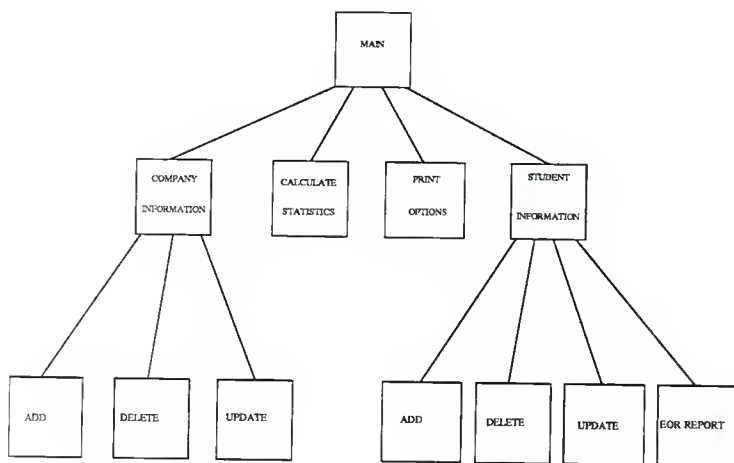 MAIN
COMPANY
INFORMATION
CALCULATE
STATISTICS
PRINT
OPTIONS
STUDENT
INFORMATION
ADD
DELETE
UPDATE
ADD
DELETE
UPDATE
EOR REPORT